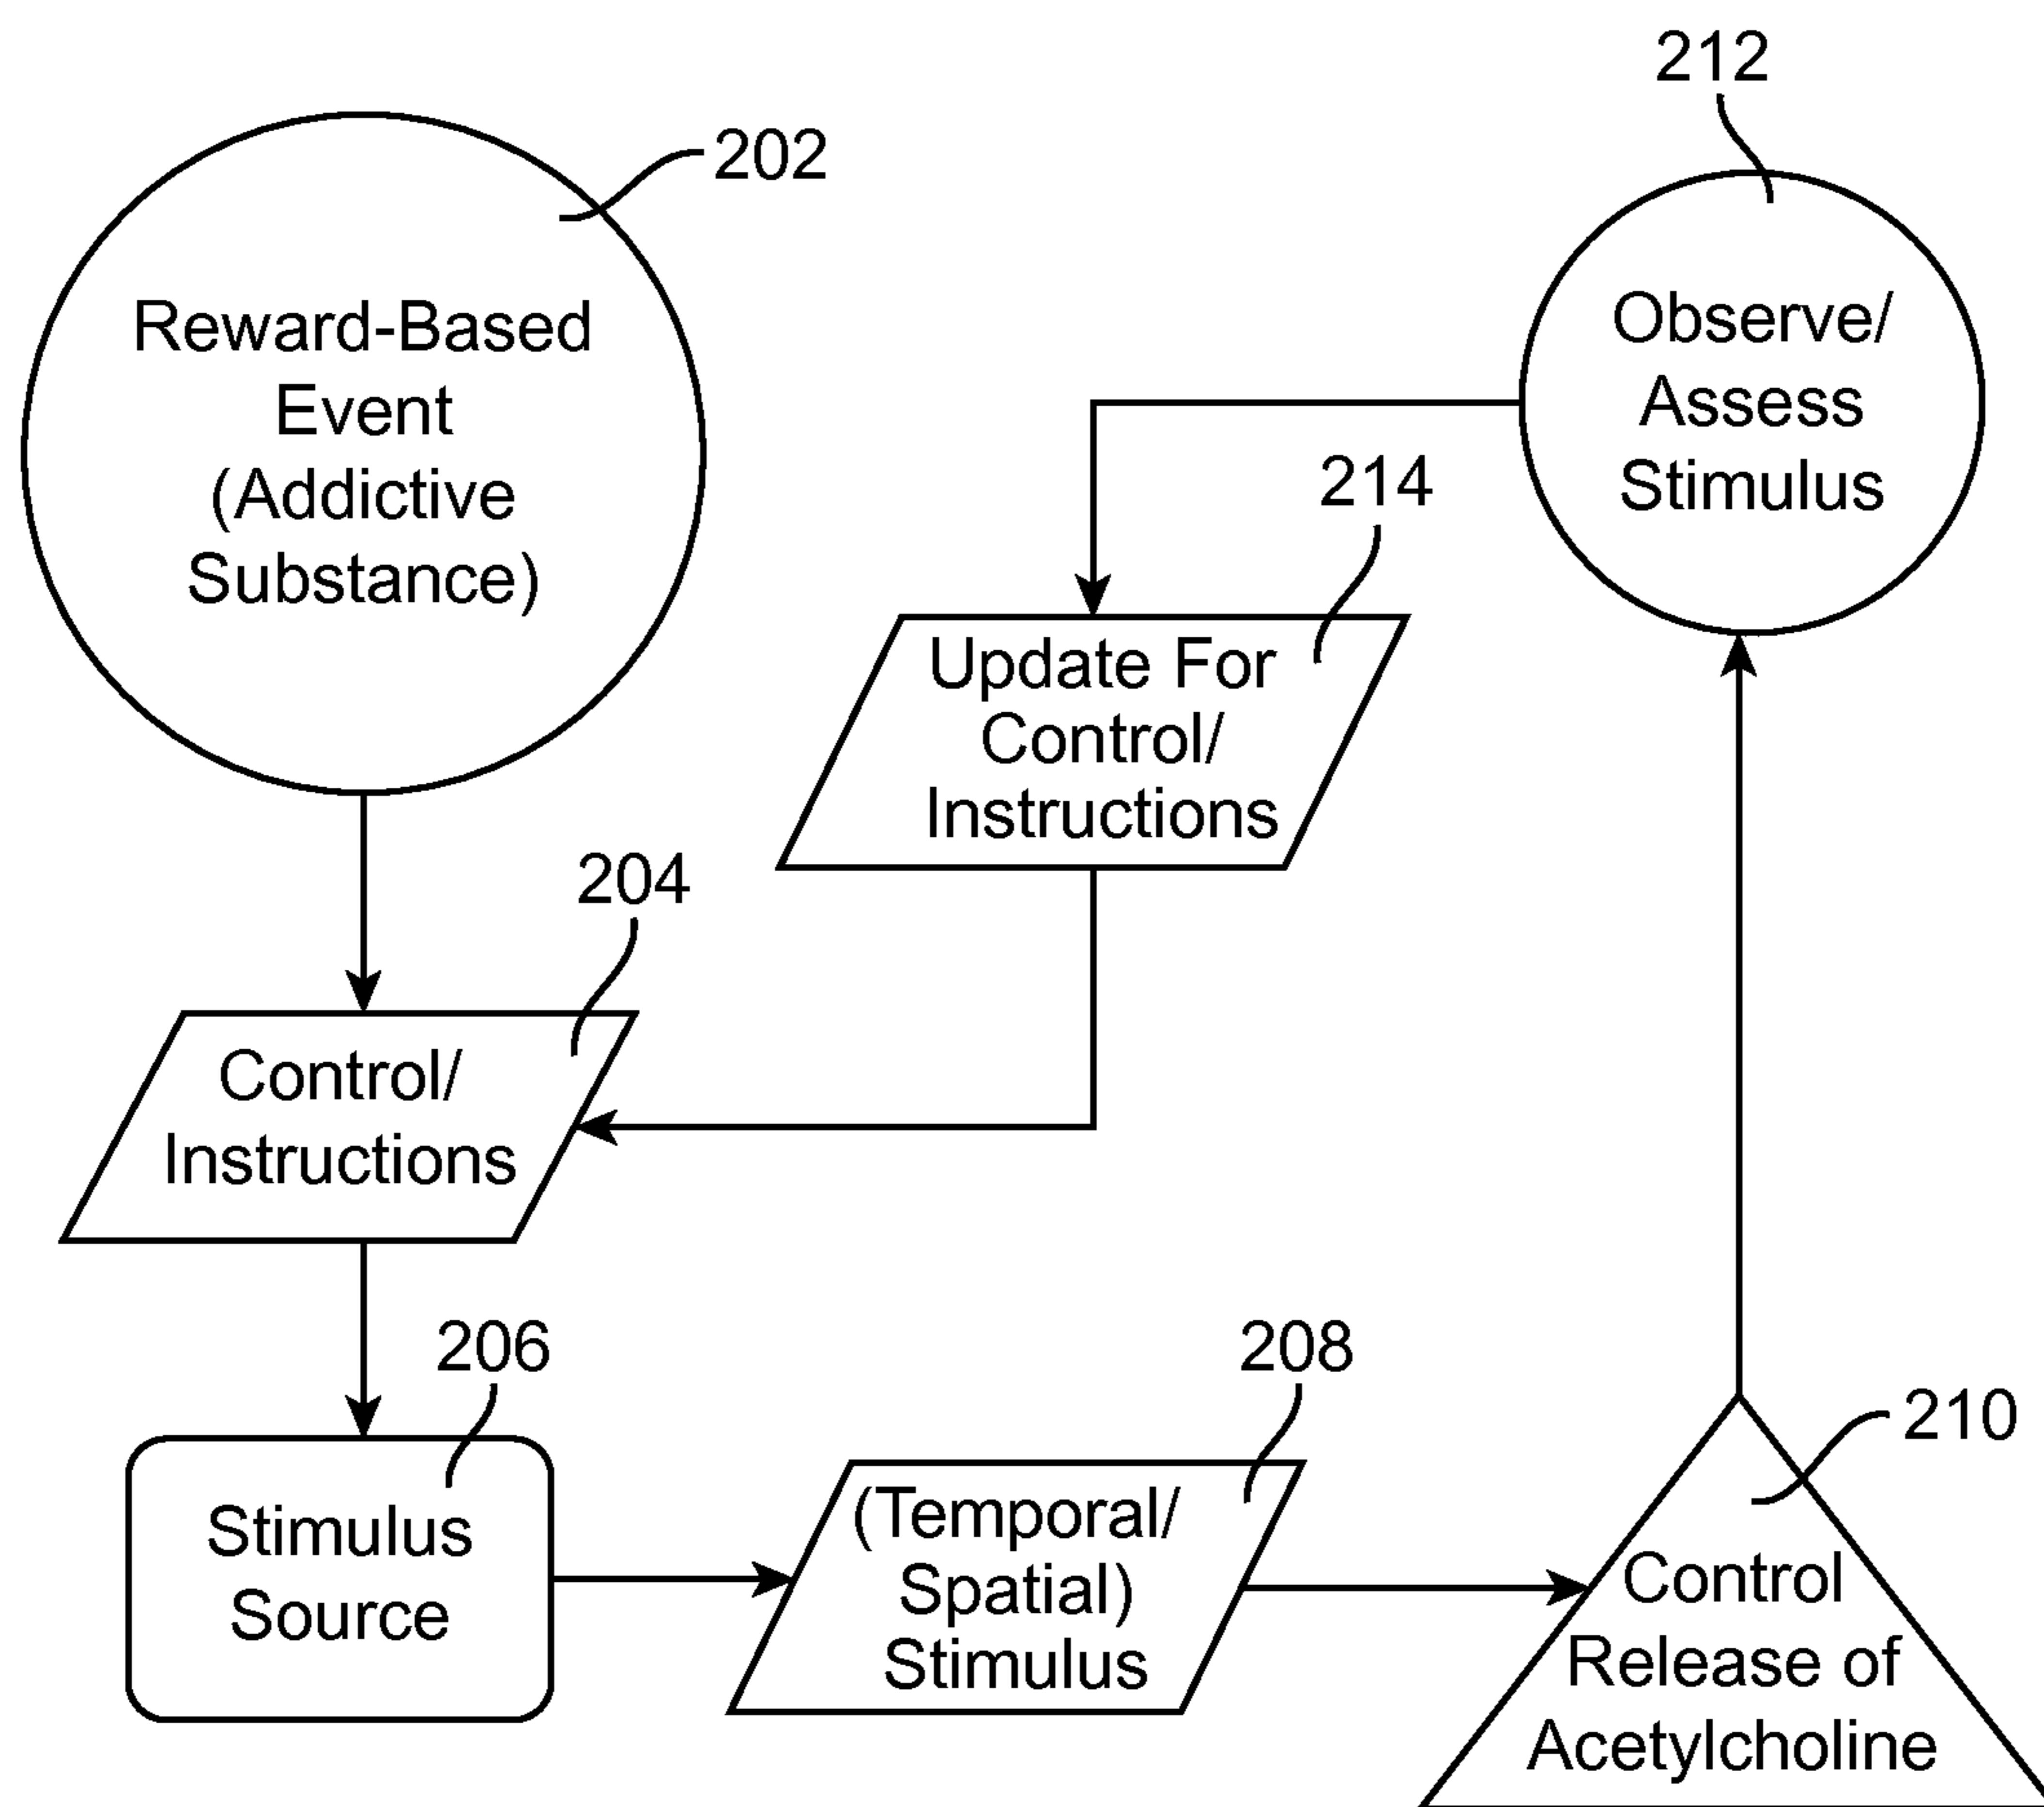 212
202
Reward-Based
Event
(Addictive
Substance)
Observe/
Assess
Stimulus
214
Update For
Control/
Instructions
204
Control/
Instructions
206
Stimulus
Source
208
(Temporal/
Spatial)
Stimulus
210
Control
Release of
Acetylcholine